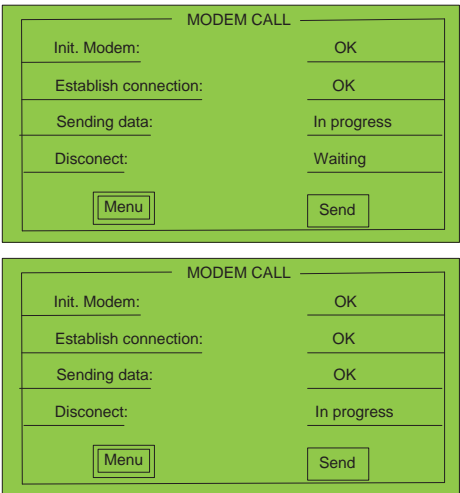 MODEM CALL
Init. Modem: OK
Establish connection: OK
Sending data: In progress
Disconect: Waiting
Menu Send
MODEM CALL
Init. Modem: OK
Establish connection: OK
Sending data: OK
Disconect: In progress
Menu Send